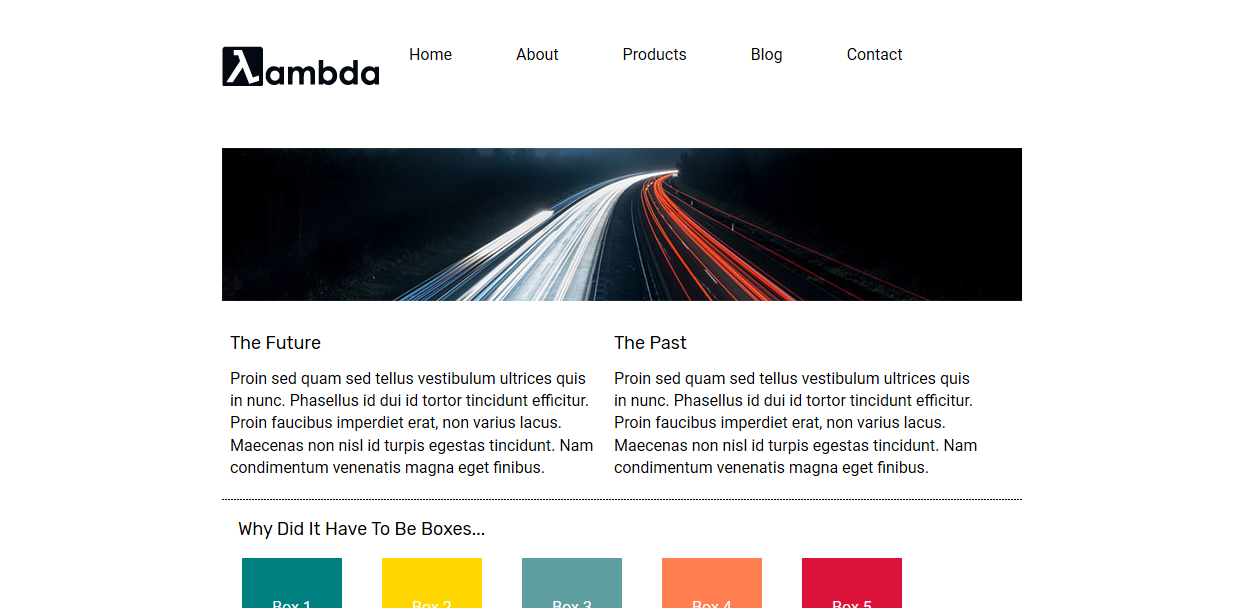 λambda
Home About Products Blog Contact
The Future
Proin sed quam sed tellus vestibulum ultrices quis
in nunc. Phasellus id dui id tortor tincidunt efficitur.
Proin faucibus imperdiet erat, non varius lacus.
Maecenas non nisl id turpis egestas tincidunt. Nam
condimentum venenatis magna eget finibus.
The Past
Proin sed quam sed tellus vestibulum ultrices quis
in nunc. Phasellus id dui id tortor tincidunt efficitur.
Proin faucibus imperdiet erat, non varius lacus.
Maecenas non nisl id turpis egestas tincidunt. Nam
condimentum venenatis magna eget finibus.
Why Did It Have To Be Boxes...
Box 1 Box 2 Box 3 Box 4 Box 5